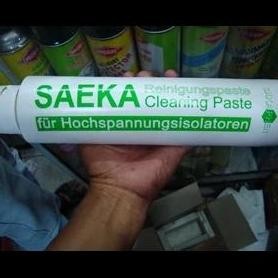 SAEKA
Reinigungspaste
Cleaning Paste
für Hochspannungsisolatoren